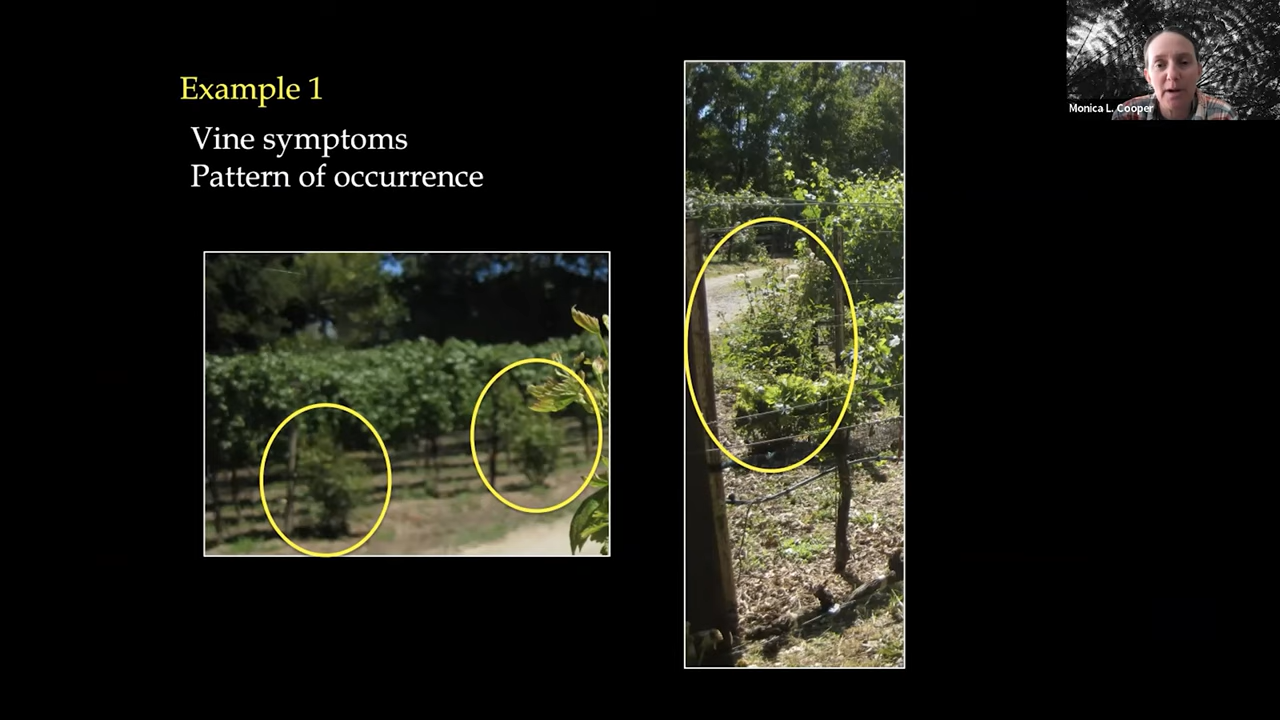 Example 1
Vine symptoms
Pattern of occurrence
Monica L. Cooper